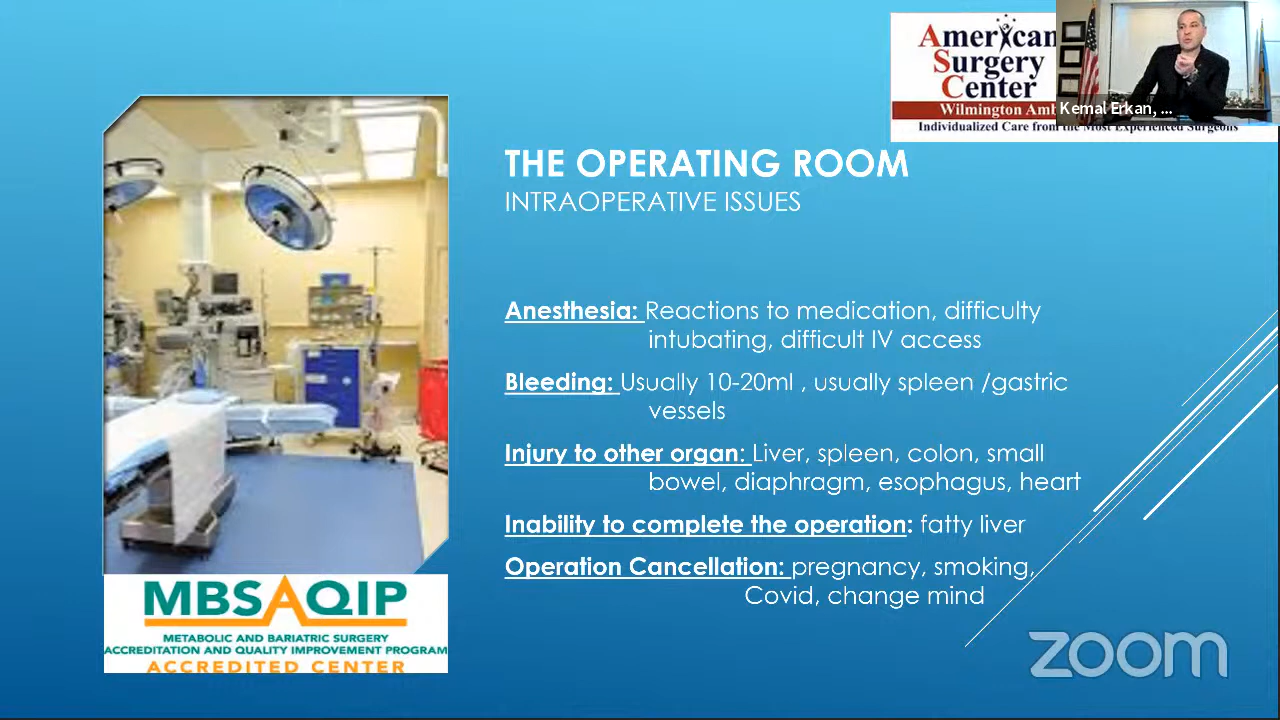 American
Surgery
Center
Wilmington Amb
Kemal Erkan, ...
Individualized Care from the Most Experienced Surgeons
THE OPERATING ROOM
INTRAOPERATIVE ISSUES
Anesthesia: Reactions to medication, difficulty
intubating, difficult IV access
Bleeding: Usually 10-20ml , usually spleen /gastric
vessels
Injury to other organ: Liver, spleen, colon, small
bowel, diaphragm, esophagus, heart
Inability to complete the operation: fatty liver
Operation Cancellation: pregnancy, smoking,
Covid, change mind
MBSAQIP
METABOLIC AND BARIATRIC SURGERY
ACCREDITATION AND QUALITY IMPROVEMENT PROGRAM
ACCREDITED CENTER
zoom